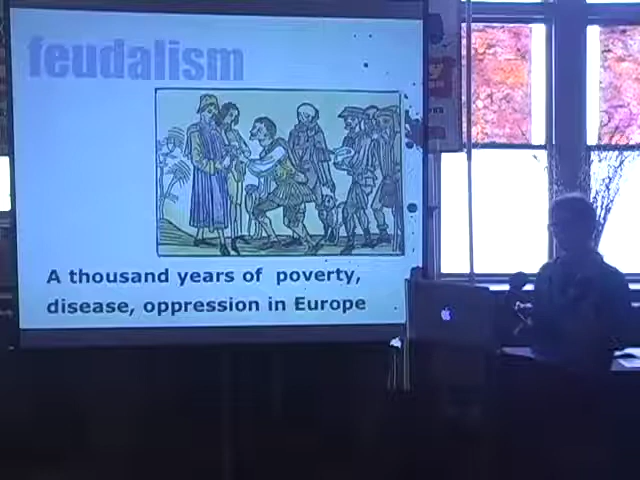 feudalism
A thousand years of poverty,
disease, oppression in Europe